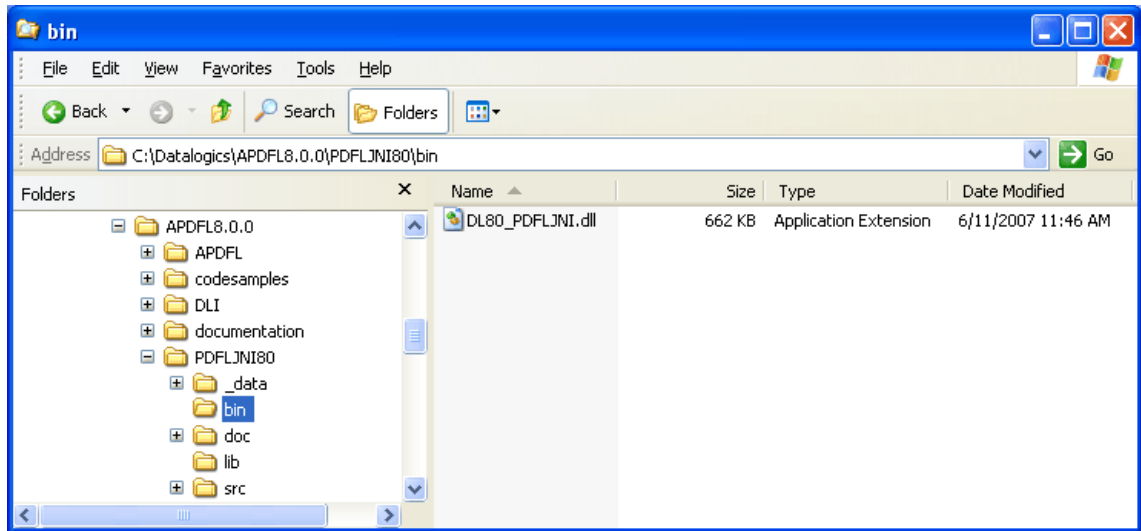 bin
File Edit View Favorites Tools Help
Back Search Folders
Address C:\Datalogics\APDFL8.0.0\PDFLJNI80\bin Go
Folders x Name Size Type Date Modified
APDFL8.0.0 DL80_PDFLJNI.dll 662 KB Application Extension 6/11/2007 11:46 AM
APDFL
codesamples
DLI
documentation
PDFLJNI80
_data
bin
doc
lib
src